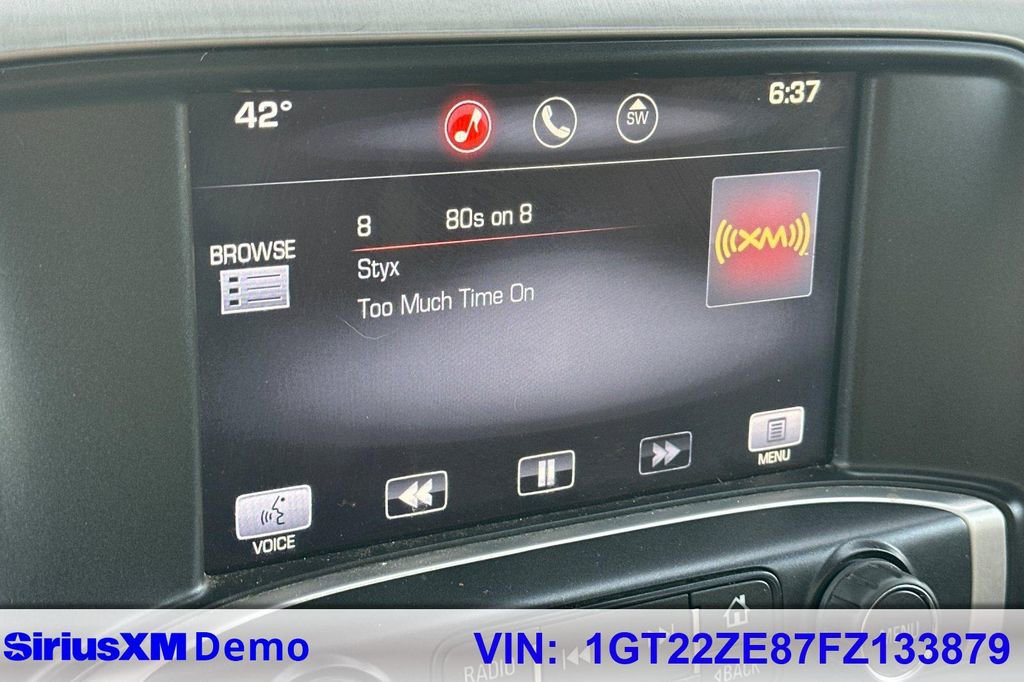 42° SW 6:37
8 80s on 8
BROWSE
XM
Styx
Too Much Time On
MENU
VOICE
RADIO MENU
BACK
SiriusXM Demo VIN: 1GT22ZE87FZ133879